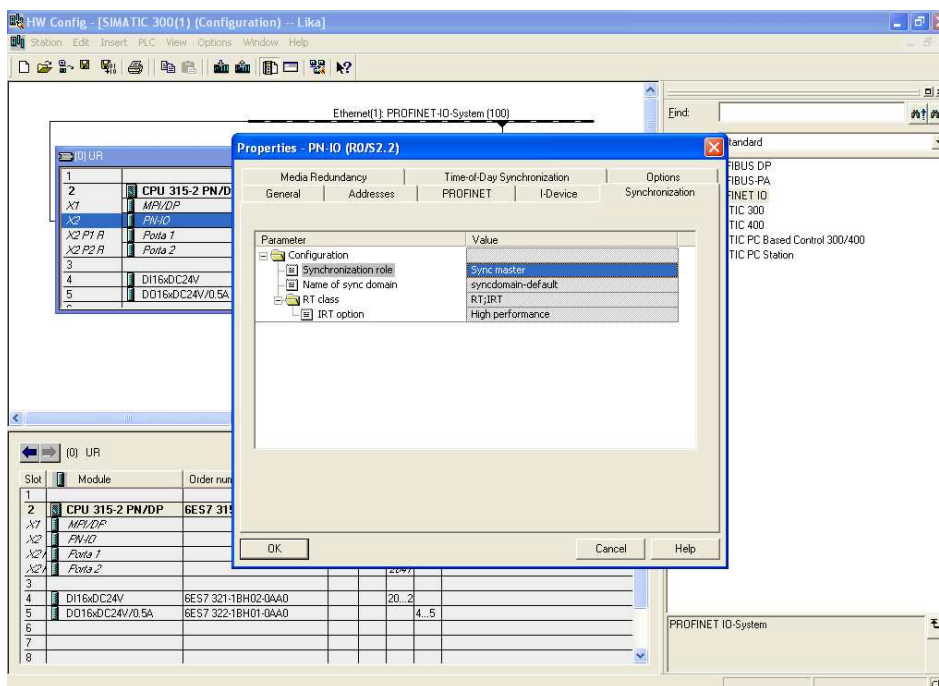 HW Config - [SIMATIC 300(1) (Configuration) -- Lika]
Station Edit Insert PLC View Options Window Help
Ethernet(1): PROFINET-IO-System (100)
(0) UR
1
2 CPU 315-2 PN/D
X1 MPI/DP
X2 PN-IO
X2 P1 R Porta 1
X2 P2 R Porta 2
3
4 DI16xDC24V
5 DO16xDC24V/0.5A
Find:
tandard
FIBUS DP
FIBUS-PA
FINET IO
TIC 300
TIC 400
TIC PC Based Control 300/400
TIC PC Station
Properties - PN-IO (R0/S2.2)
Media Redundancy Time-of-Day Synchronization Options
General Addresses PROFINET I-Device Synchronization
Parameter Value
Configuration
Synchronization role Sync master
Name of sync domain syncdomain-default
RT class RT;IRT
IRT option High performance
OK Cancel Help
(0) UR
Slot Module Order num
1
2 CPU 315-2 PN/DP 6ES7 315
X1 MPI/DP
X2 PN-IO
X2 Porta 1
X2 Porta 2 2041
3
4 DI16xDC24V 6ES7 321-1BH02-0AA0 20...2
5 DO16xDC24V/0.5A 6ES7 322-1BH01-0AA0 4...5
6
7
8
PROFINET IO-System